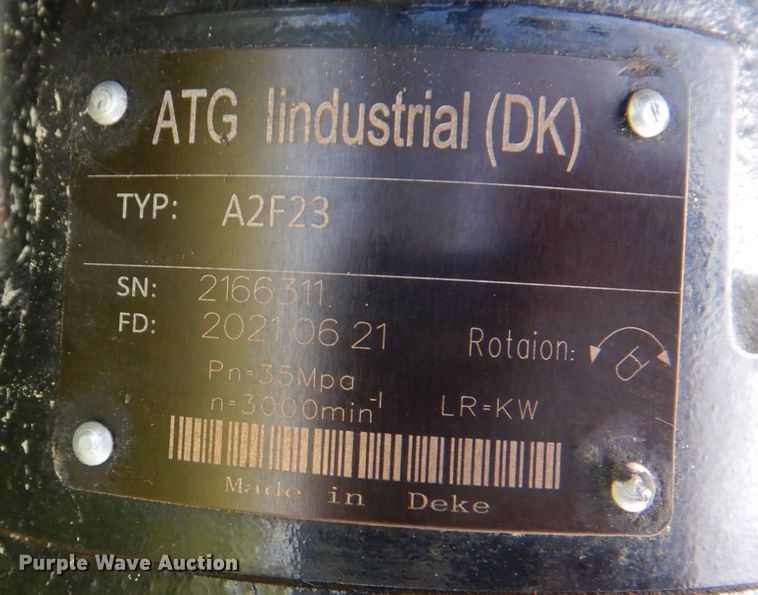 ATG Iindustrial (DK)
TYP: A2F23
SN: 2166311
FD: 2021 06 21
Rotaion:
Pn=35Mpa
n=3000min-1 LR=KW
Made in Deke
Purple Wave Auction